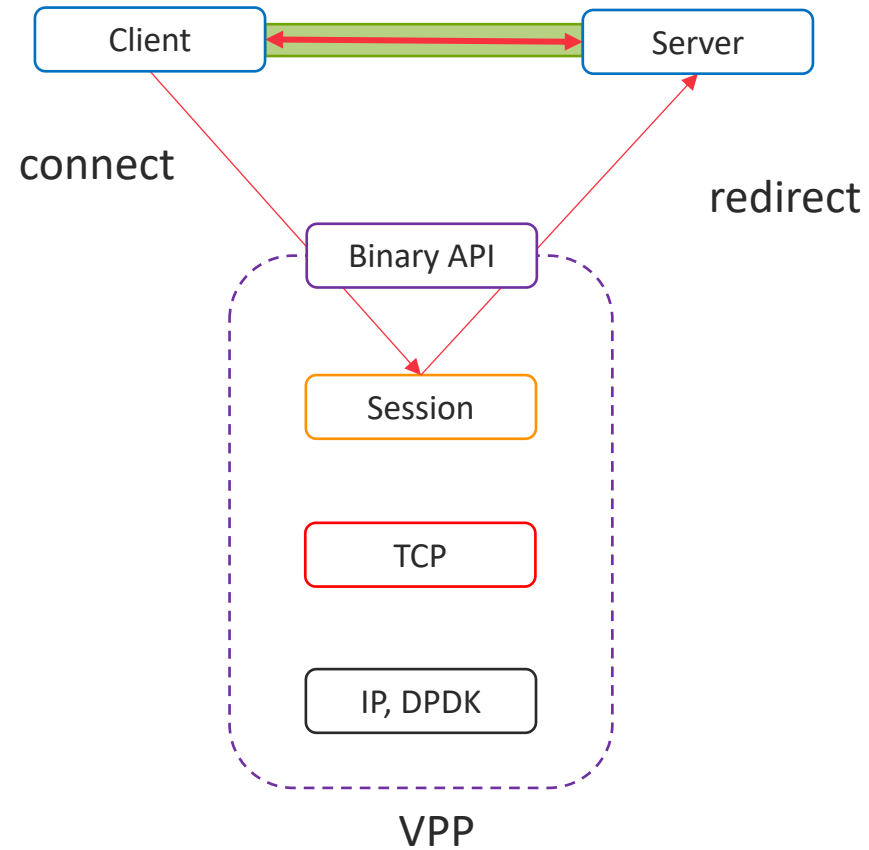 Client
Server
connect
redirect
Binary API
Session
TCP
IP, DPDK
VPP